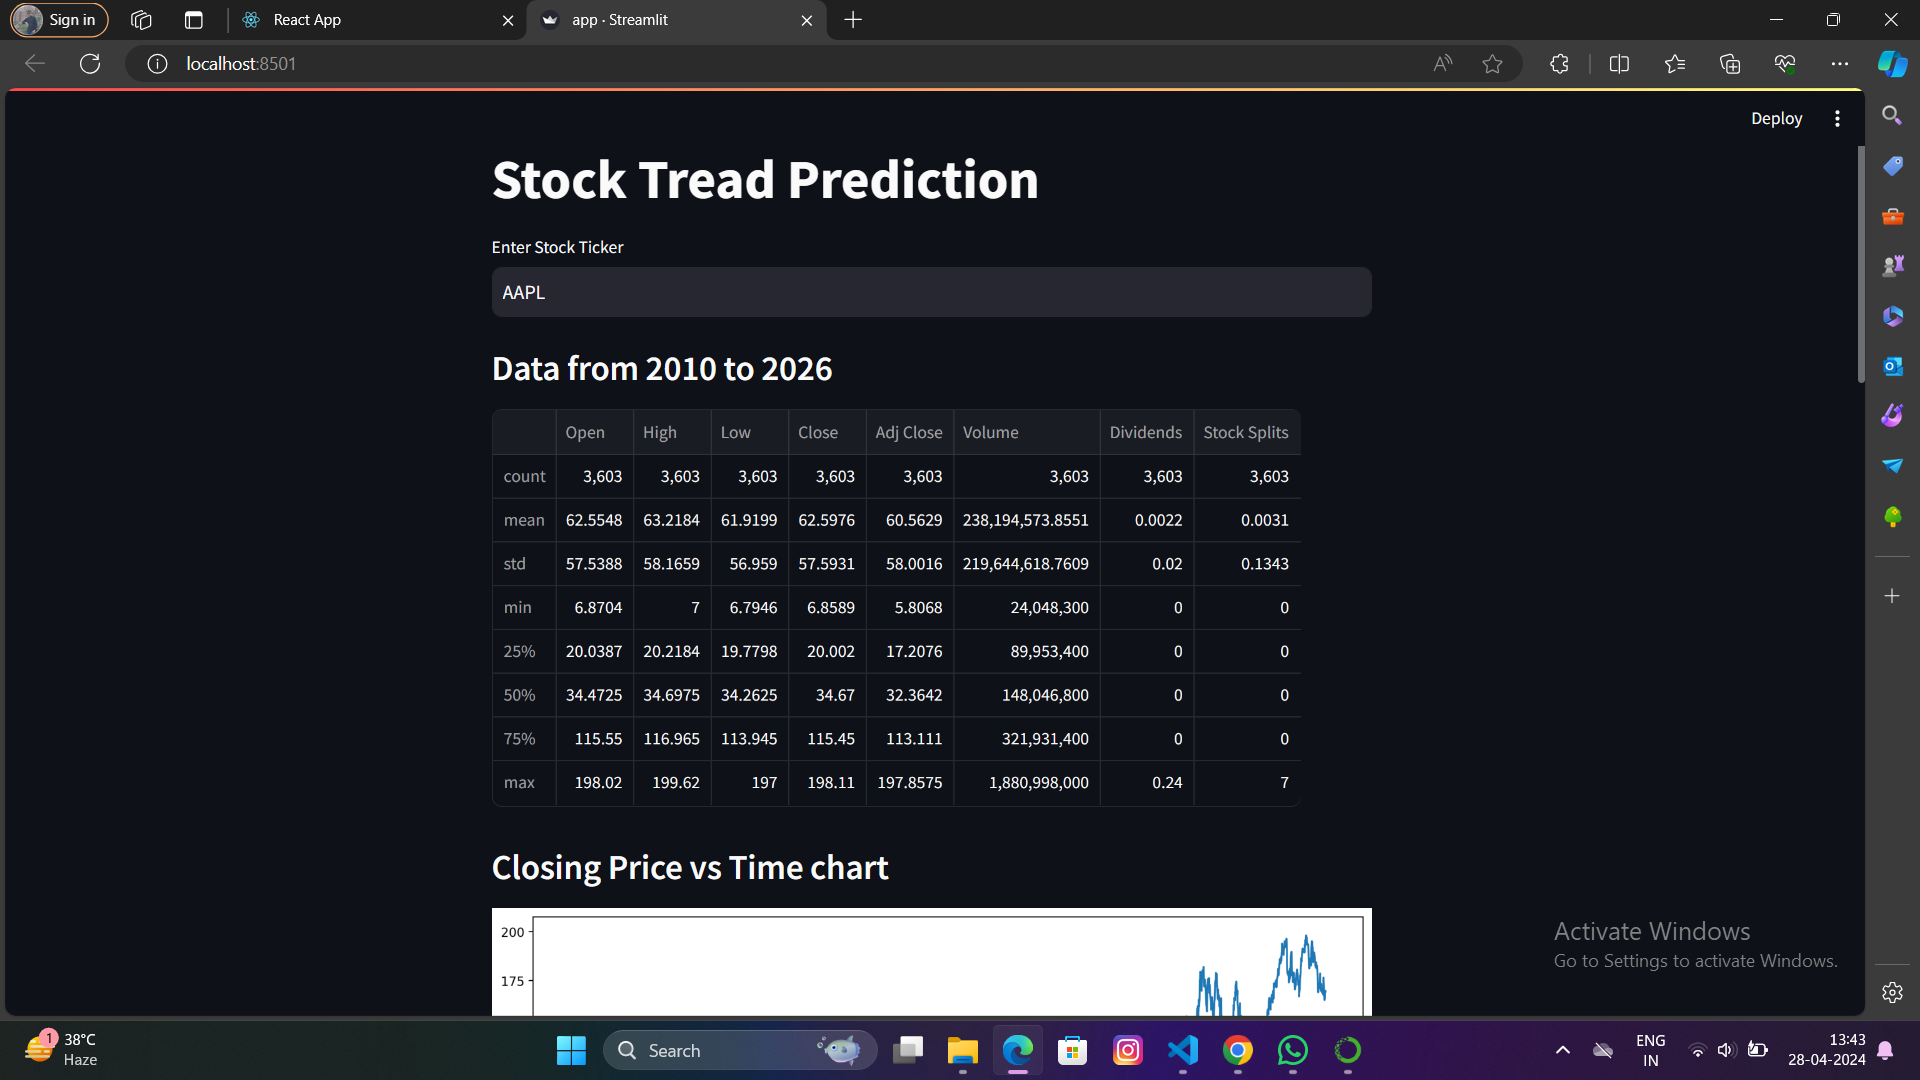 Sign in
React App
app · Streamlit
localhost:8501
Deploy
Stock Tread Prediction
Enter Stock Ticker
AAPL
Data from 2010 to 2026
Open High Low Close Adj Close Volume Dividends Stock Splits
count 3,603 3,603 3,603 3,603 3,603 3,603 3,603 3,603
mean 62.5548 63.2184 61.9199 62.5976 60.5629 238,194,573.8551 0.0022 0.0031
std 57.5388 58.1659 56.959 57.5931 58.0016 219,644,618.7609 0.02 0.1343
min 6.8704 7 6.7946 6.8589 5.8068 24,048,300 0 0
25% 20.0387 20.2184 19.7798 20.002 17.2076 89,953,400 0 0
50% 34.4725 34.6975 34.2625 34.67 32.3642 148,046,800 0 0
75% 115.55 116.965 113.945 115.45 113.111 321,931,400 0 0
max 198.02 199.62 197 198.11 197.8575 1,880,998,000 0.24 7
Closing Price vs Time chart
200
175
Activate Windows
Go to Settings to activate Windows.
1
38°C
Haze
Search
ENG
IN
13:43
28-04-2024